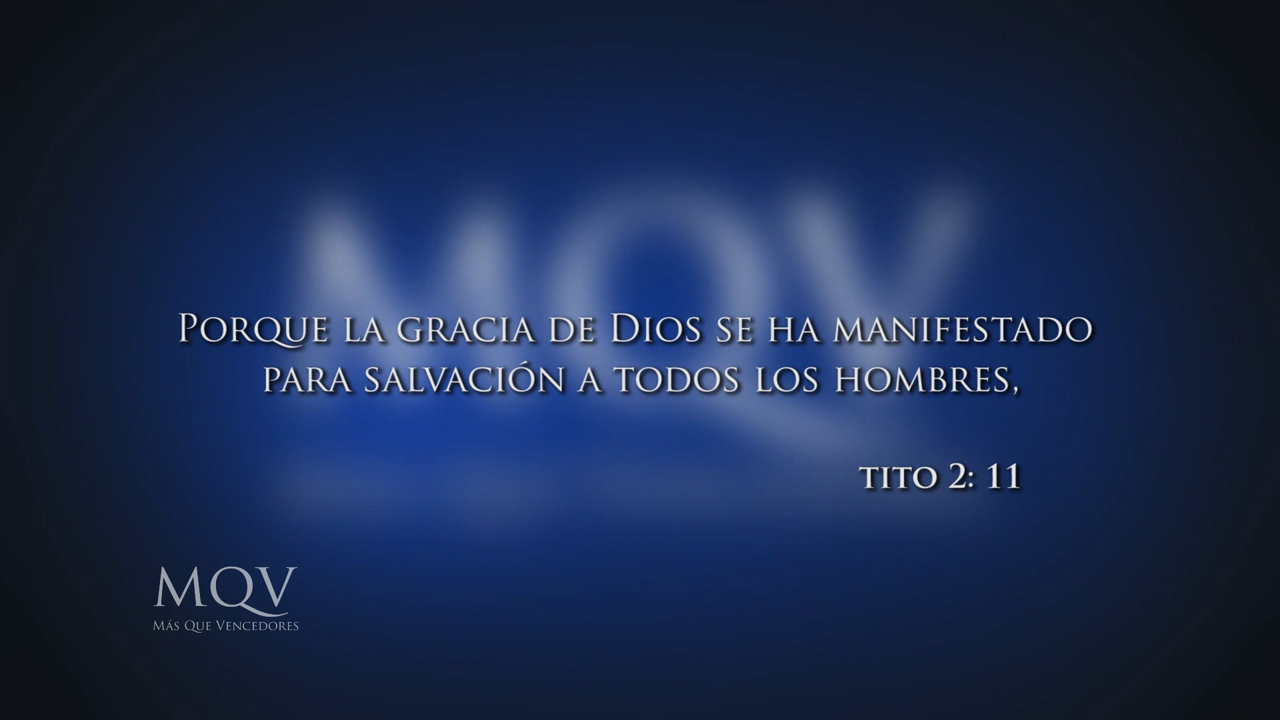 MQV
Porque la gracia de Dios se ha manifestado
para salvación a todos los hombres,
tito 2: 11
MQV
Más Que Vencedores